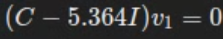 (C − 5.364I)v₁ = 0